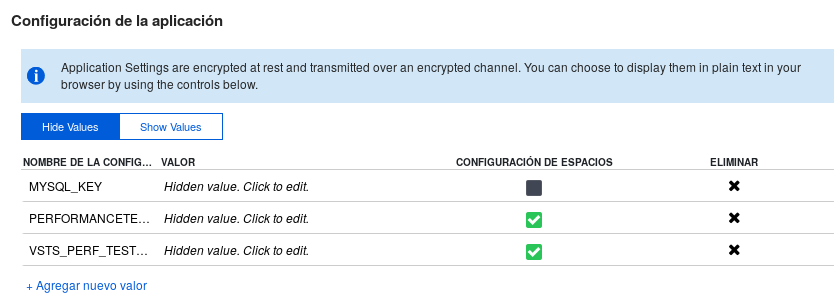 Configuración de la aplicación
Application Settings are encrypted at rest and transmitted over an encrypted channel. You can choose to display them in plain text in your
browser by using the controls below.
Hide Values Show Values
NOMBRE DE LA CONFIG... VALOR CONFIGURACIÓN DE ESPACIOS ELIMINAR
MYSQL_KEY Hidden value. Click to edit.
PERFORMANCETE... Hidden value. Click to edit.
VSTS_PERF_TEST... Hidden value. Click to edit.
+ Agregar nuevo valor